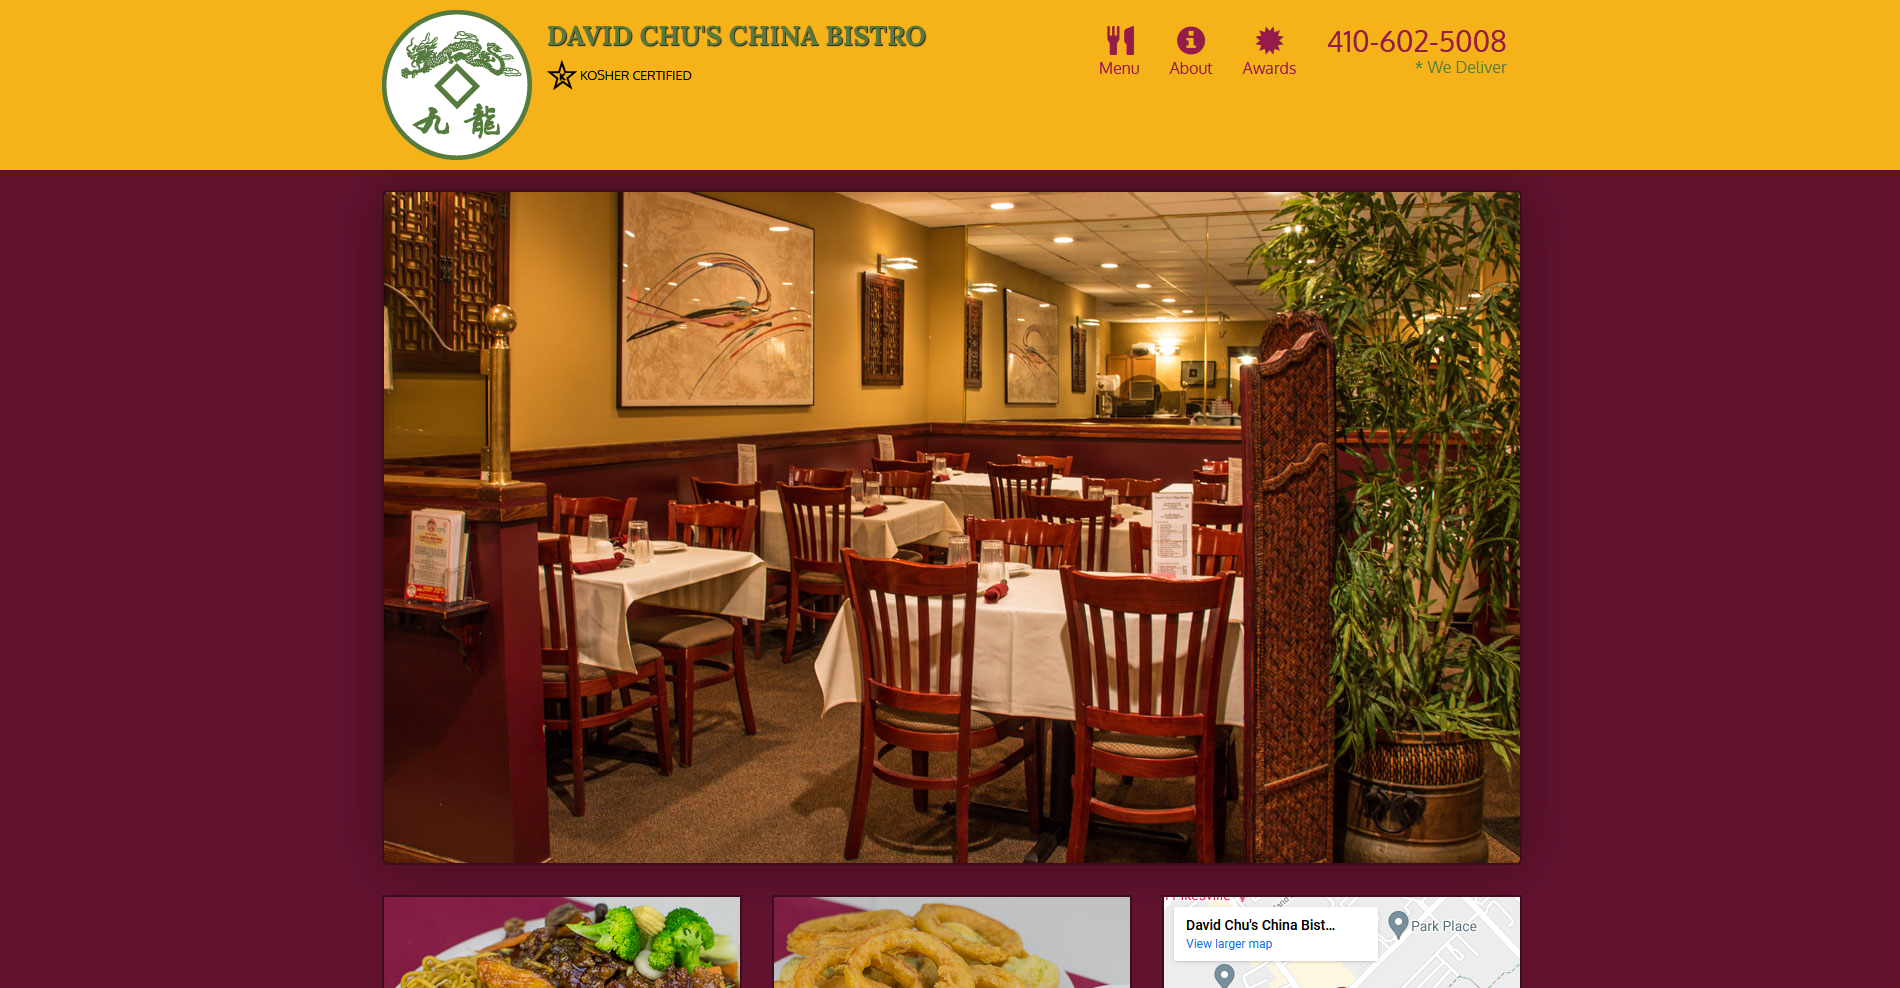 DAVID CHU'S CHINA BISTRO
K KOSHER CERTIFIED
九 龍
Menu
About
Awards
410-602-5008
* We Deliver
David Chu's China Bist...
View larger map
Park Place